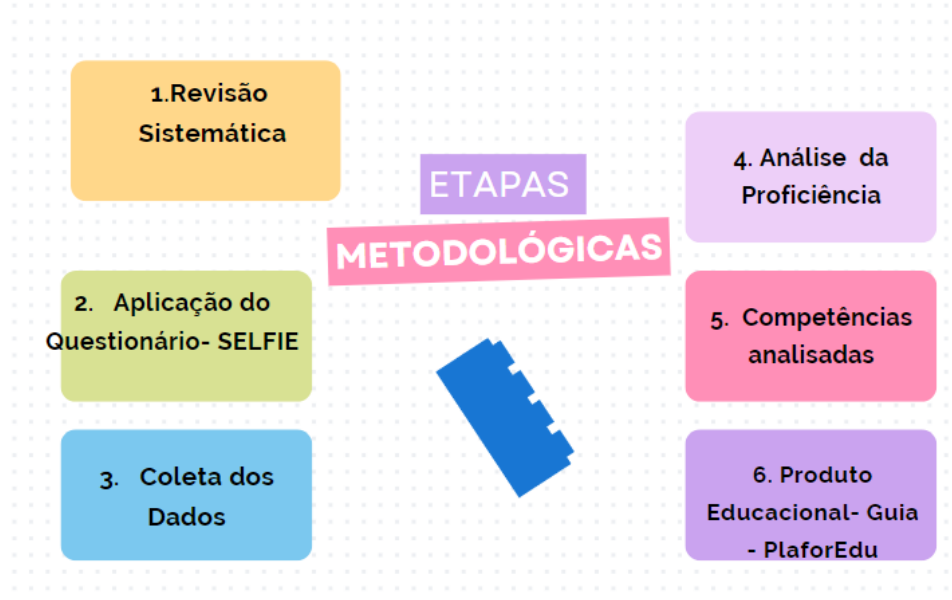 1.Revisão
Sistemática
2. Aplicação do
Questionário- SELFIE
3. Coleta dos
Dados
ETAPAS
METODOLÓGICAS
4. Análise da
Proficiência
5. Competências
analisadas
6. Produto
Educacional- Guia
- PlaforEdu